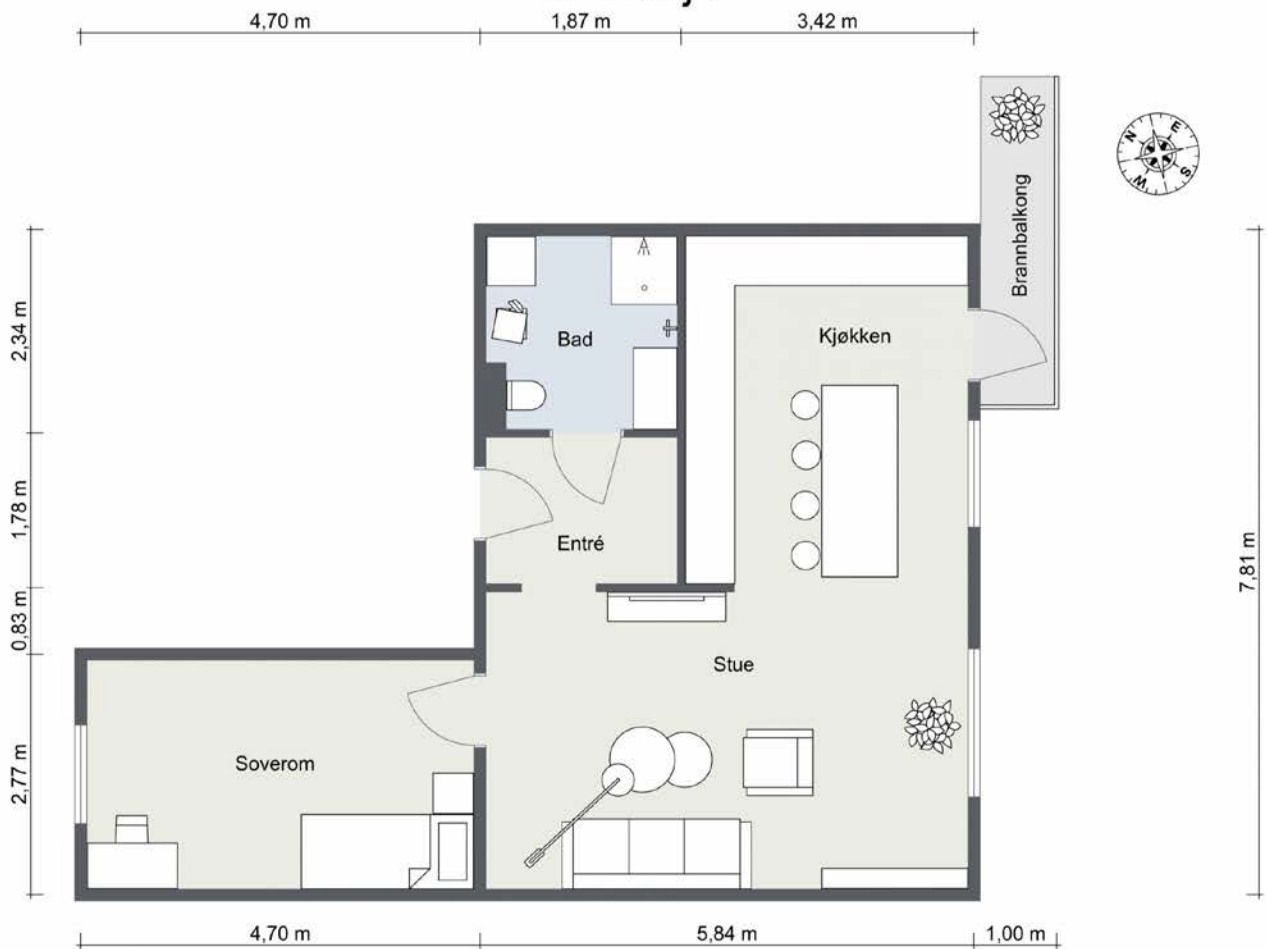 4,70 m 1,87 m 3,42 m
N E S W
Brannbalkong
2,34 m
Bad
Kjøkken
1,78 m
Entré
7,81 m
0,83 m
Stue
2,77 m
Soverom
4,70 m 5,84 m 1,00 m